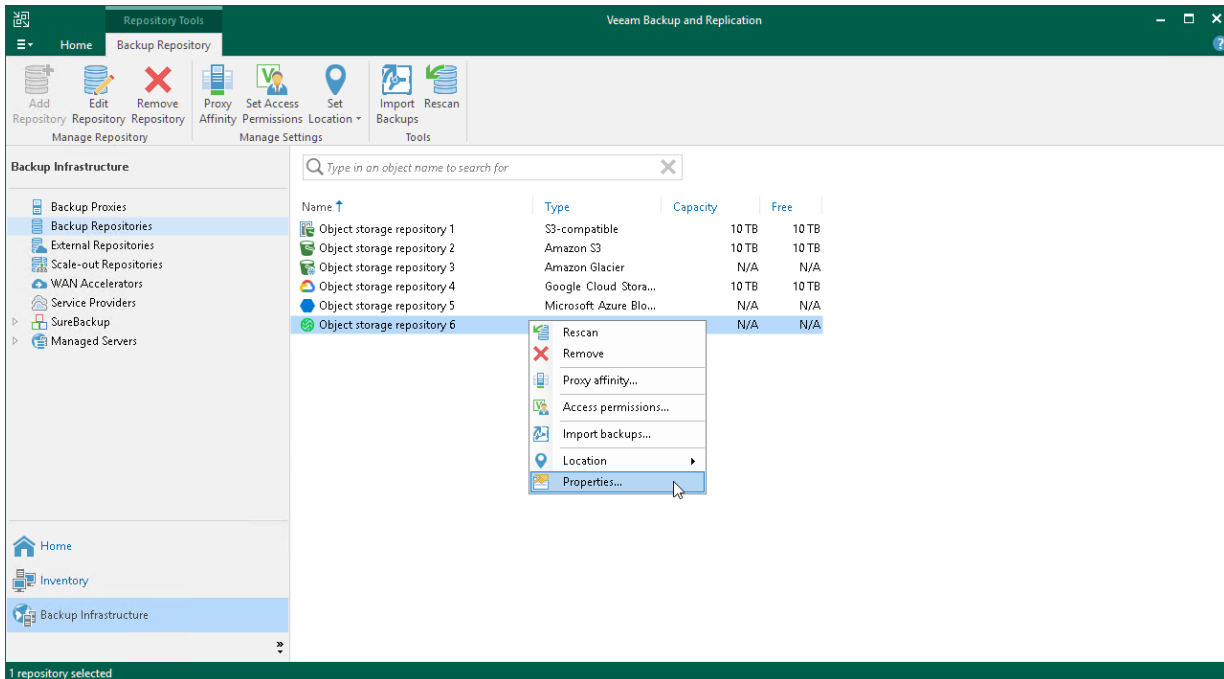 Repository Tools
Veeam Backup and Replication
Home
Backup Repository
Add Repository
Edit Repository
Remove Repository
Proxy Affinity
Set Access Permissions
Set Location
Import Backups
Rescan
Manage Repository
Manage Settings
Tools
Backup Infrastructure
Type in an object name to search for
Backup Proxies
Backup Repositories
External Repositories
Scale-out Repositories
WAN Accelerators
Service Providers
SureBackup
Managed Servers
Name Type Capacity Free
Object storage repository 1 S3-compatible 10 TB 10 TB
Object storage repository 2 Amazon S3 10 TB 10 TB
Object storage repository 3 Amazon Glacier N/A N/A
Object storage repository 4 Google Cloud Stora... 10 TB 10 TB
Object storage repository 5 Microsoft Azure Blo... N/A N/A
Object storage repository 6 N/A N/A
Rescan
Remove
Proxy affinity...
Access permissions...
Import backups...
Location
Properties...
Home
Inventory
Backup Infrastructure
1 repository selected